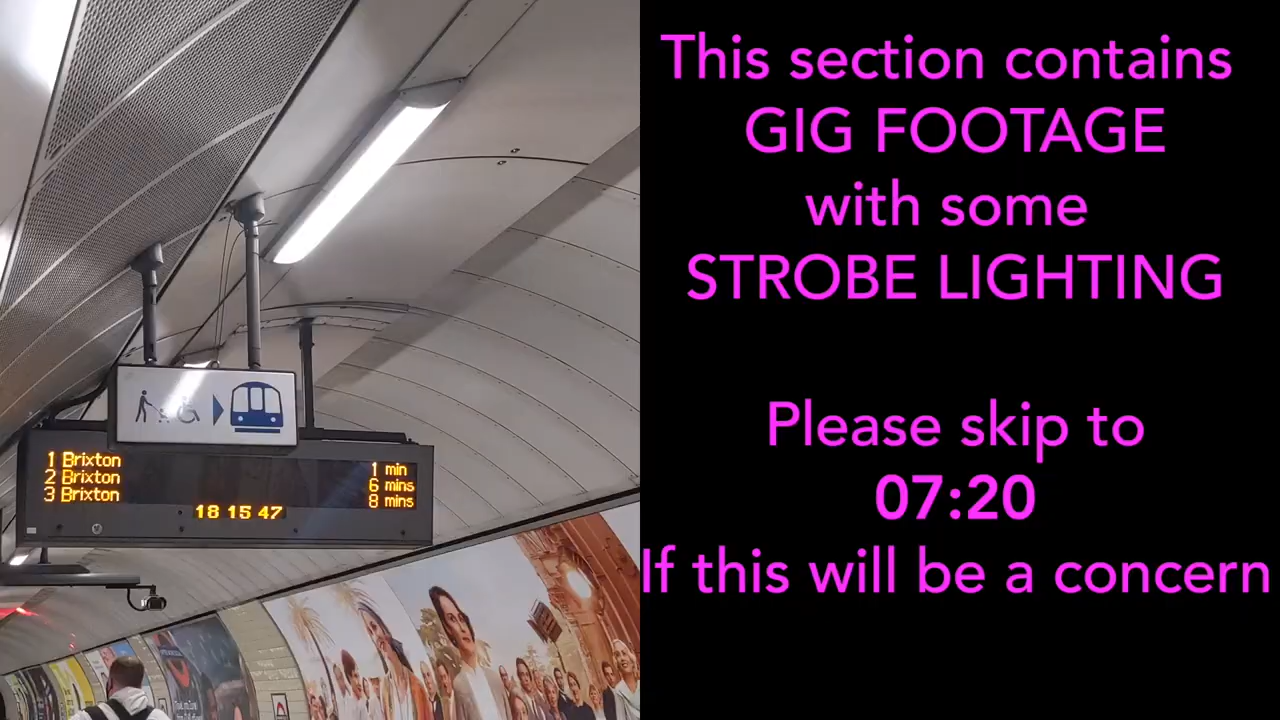 1 Brixton 1 min
2 Brixton 6 mins
3 Brixton 8 mins
18 15 47
This section contains
GIG FOOTAGE
with some
STROBE LIGHTING
Please skip to
07:20
If this will be a concern